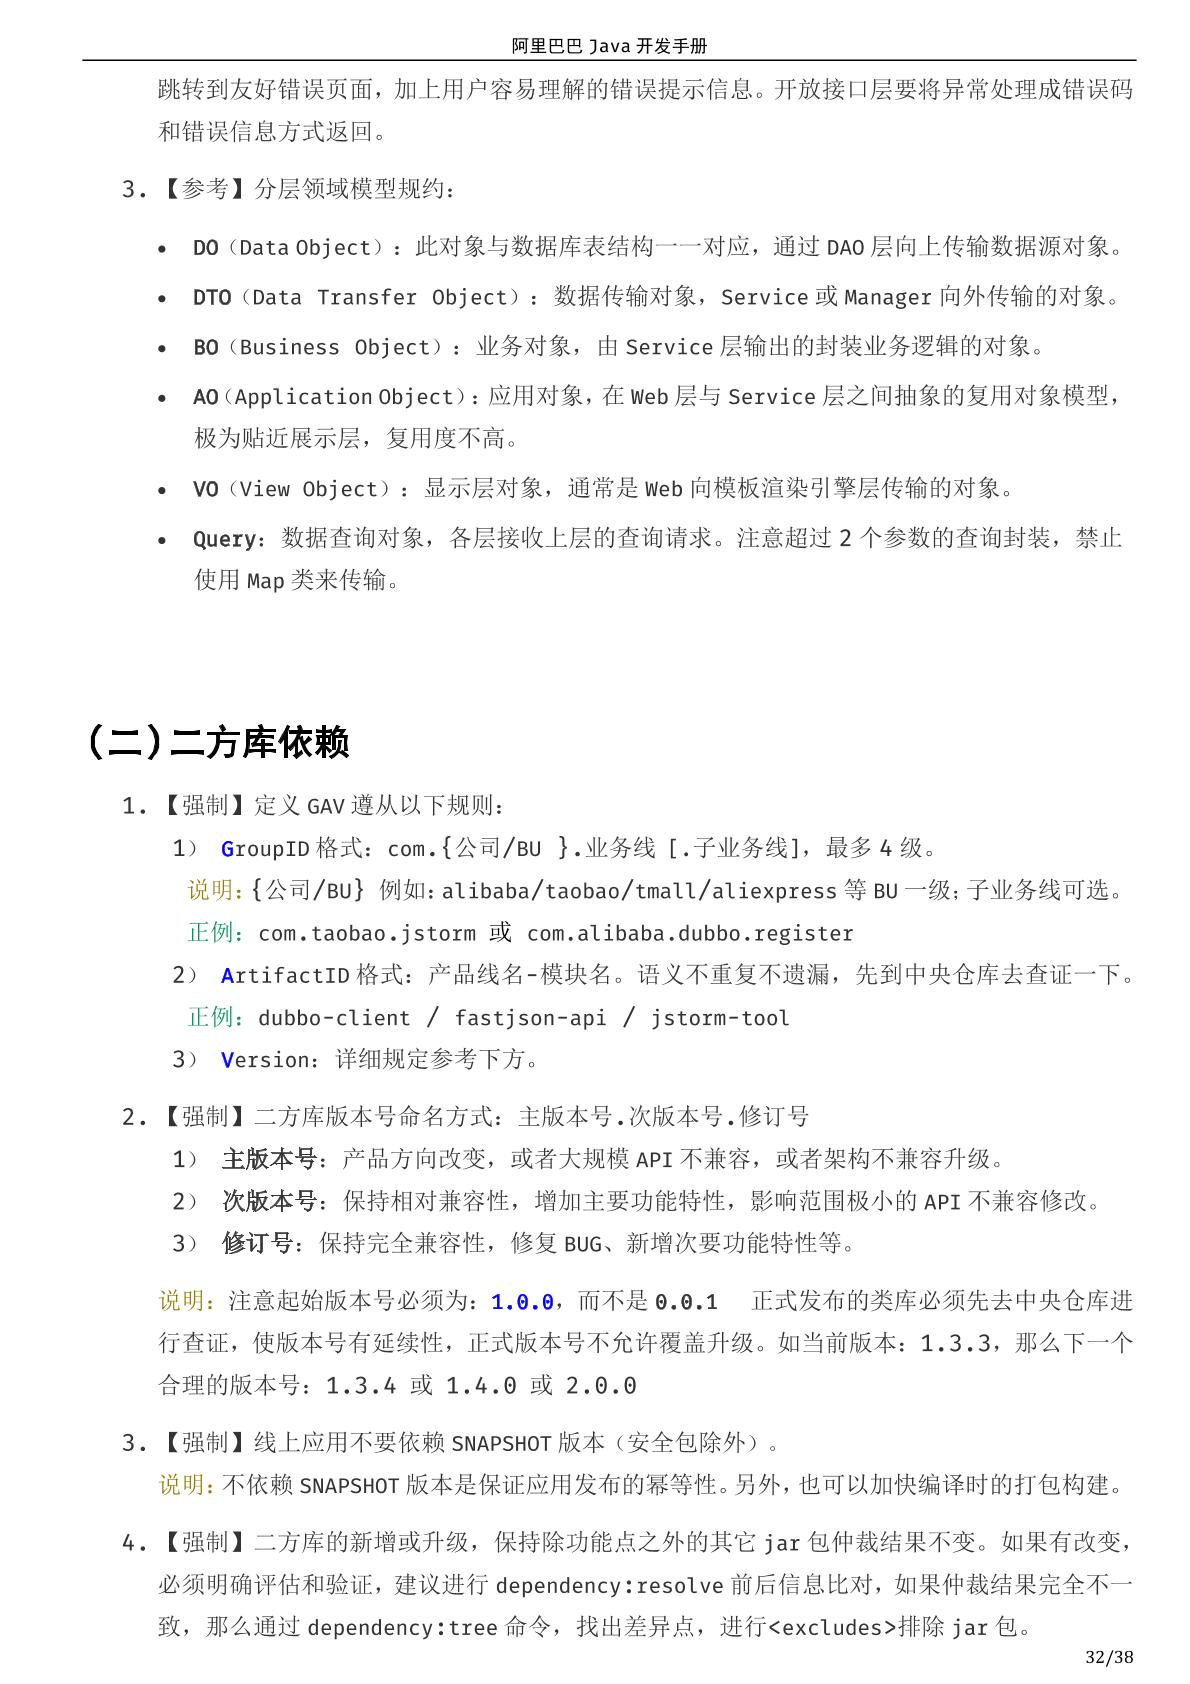 阿里巴巴 Java 开发手册
跳转到友好错误页面，加上用户容易理解的错误提示信息。开放接口层要将异常处理成错误码
和错误信息方式返回。
3. 【参考】分层领域模型规约：
• DO（Data Object）：此对象与数据库表结构一一对应，通过 DAO 层向上传输数据源对象。
• DTO（Data Transfer Object）：数据传输对象，Service 或 Manager 向外传输的对象。
• BO（Business Object）：业务对象，由 Service 层输出的封装业务逻辑的对象。
• AO（Application Object）：应用对象，在 Web 层与 Service 层之间抽象的复用对象模型，
极为贴近展示层，复用度不高。
• VO（View Object）：显示层对象，通常是 Web 向模板渲染引擎层传输的对象。
• Query：数据查询对象，各层接收上层的查询请求。注意超过 2 个参数的查询封装，禁止
使用 Map 类来传输。
（二）二方库依赖
1. 【强制】定义 GAV 遵从以下规则：
1） GroupID 格式：com.{公司/BU }.业务线 [.子业务线]，最多 4 级。
说明：{公司/BU} 例如：alibaba/taobao/tmall/aliexpress 等 BU 一级；子业务线可选。
正例：com.taobao.jstorm 或 com.alibaba.dubbo.register
2） ArtifactID 格式：产品线名-模块名。语义不重复不遗漏，先到中央仓库去查证一下。
正例：dubbo-client / fastjson-api / jstorm-tool
3） Version：详细规定参考下方。
2. 【强制】二方库版本号命名方式：主版本号.次版本号.修订号
1） 主版本号：产品方向改变，或者大规模 API 不兼容，或者架构不兼容升级。
2） 次版本号：保持相对兼容性，增加主要功能特性，影响范围极小的 API 不兼容修改。
3） 修订号：保持完全兼容性，修复 BUG、新增次要功能特性等。
说明：注意起始版本号必须为：1.0.0，而不是 0.0.1 正式发布的类库必须先去中央仓库进
行查证，使版本号有延续性，正式版本号不允许覆盖升级。如当前版本：1.3.3，那么下一个
合理的版本号：1.3.4 或 1.4.0 或 2.0.0
3. 【强制】线上应用不要依赖 SNAPSHOT 版本（安全包除外）。
说明：不依赖 SNAPSHOT 版本是保证应用发布的幂等性。另外，也可以加快编译时的打包构建。
4. 【强制】二方库的新增或升级，保持除功能点之外的其它 jar 包仲裁结果不变。如果有改变，
必须明确评估和验证，建议进行 dependency:resolve 前后信息比对，如果仲裁结果完全不一
致，那么通过 dependency:tree 命令，找出差异点，进行<excludes>排除 jar 包。
32/38